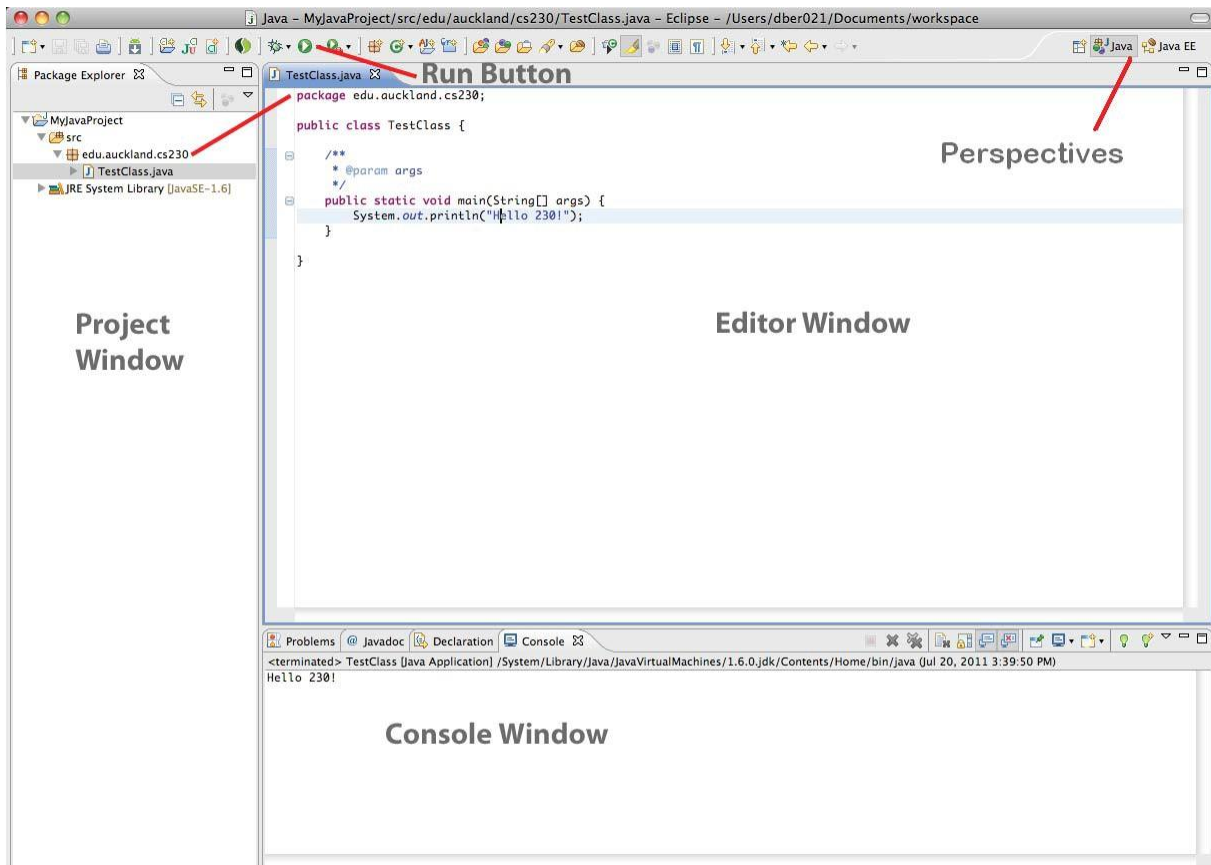 Java - MyJavaProject/src/edu/auckland/cs230/TestClass.java - Eclipse - /Users/dber021/Documents/workspace
Java
Java EE
Package Explorer
TestClass.java
Run Button
Perspectives
MyJavaProject
src
edu.auckland.cs230
TestClass.java
JRE System Library [JavaSE-1.6]
Project
Window
package edu.auckland.cs230;
public class TestClass {
/**
* @param args
*/
public static void main(String[] args) {
System.out.println("Hello 230!");
}
}
Editor Window
Problems
@ Javadoc
Declaration
Console
<terminated> TestClass [Java Application] /System/Library/Java/JavaVirtualMachines/1.6.0.jdk/Contents/Home/bin/java (Jul 20, 2011 3:39:50 PM)
Hello 230!
Console Window